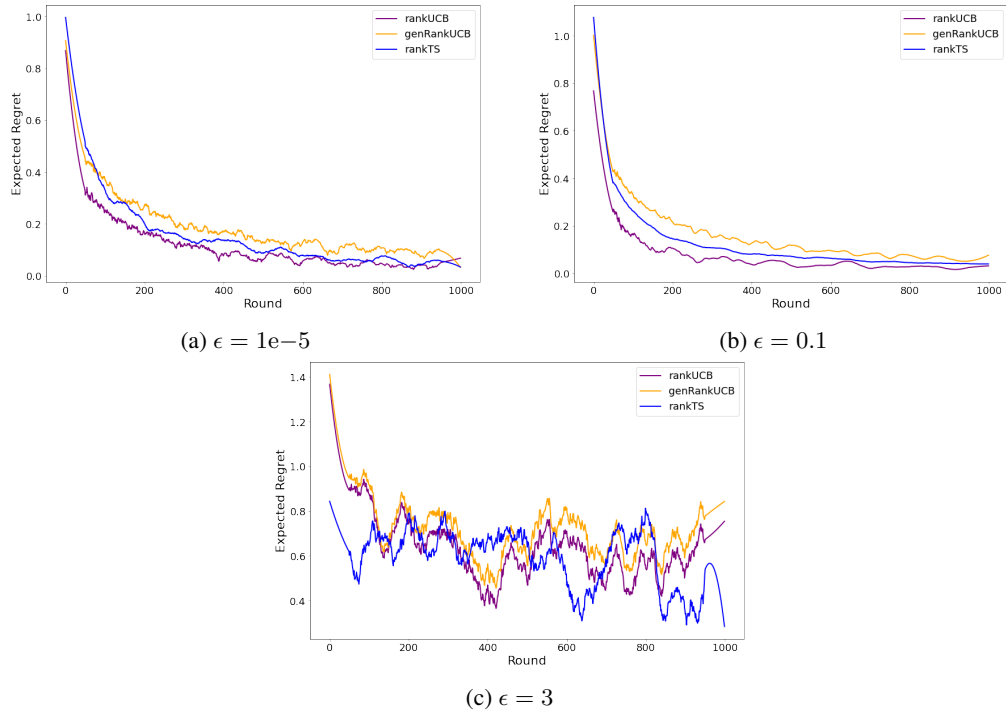 1.0
0.8
0.6
0.4
0.2
0.0
Expected Regret
0 200 400 600 800 1000
Round
rankUCB
genRankUCB
rankTS
(a) ϵ = 1e−5
1.0
0.8
0.6
0.4
0.2
0.0
Expected Regret
0 200 400 600 800 1000
Round
rankUCB
genRankUCB
rankTS
(b) ϵ = 0.1
1.4
1.2
1.0
0.8
0.6
0.4
Expected Regret
0 200 400 600 800 1000
Round
rankUCB
genRankUCB
rankTS
(c) ϵ = 3